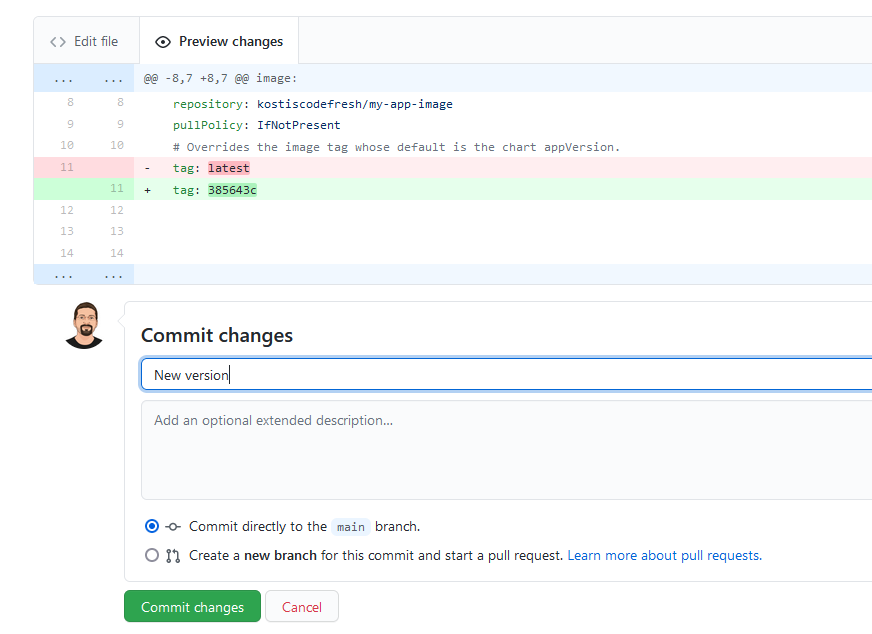 Edit file Preview changes
... ... @@ -8,7 +8,7 @@ image:
8 8 repository: kostiscodefresh/my-app-image
9 9 pullPolicy: IfNotPresent
10 10 # Overrides the image tag whose default is the chart appVersion.
11 - tag: latest
11 + tag: 385643c
12 12
13 13
14 14
... ...
Commit changes
New version
Add an optional extended description...
Commit directly to the main branch.
Create a new branch for this commit and start a pull request. Learn more about pull requests.
Commit changes Cancel